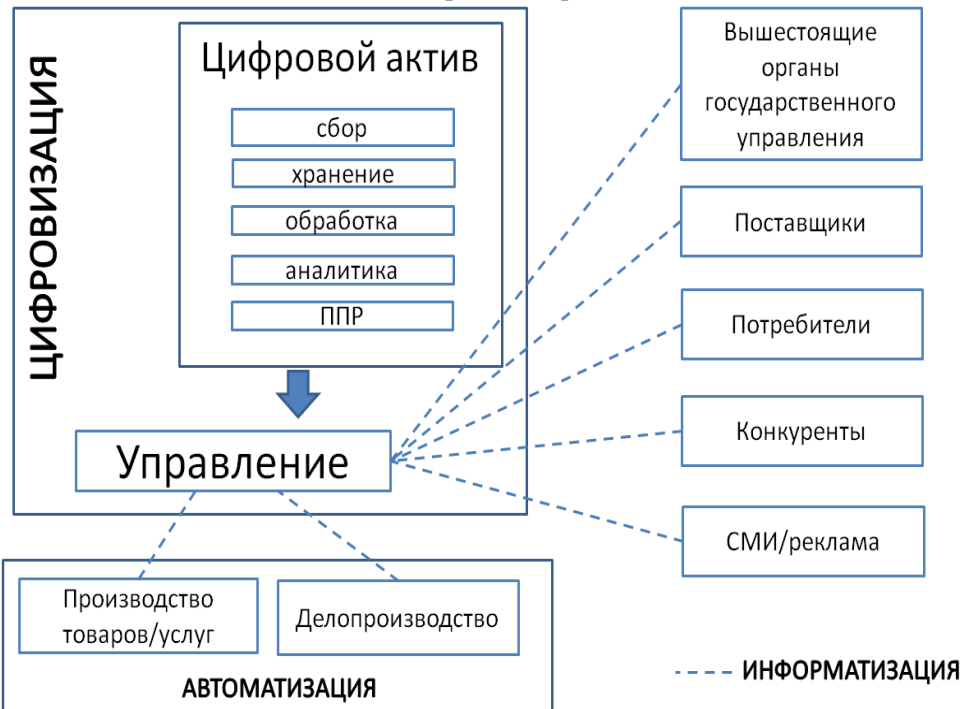 ЦИФРОВИЗАЦИЯ
Цифровой актив
сбор
хранение
обработка
аналитика
ППР
Управление
Вышестоящие
органы
государственного
управления
Поставщики
Потребители
Конкуренты
СМИ/реклама
Производство
товаров/услуг
Делопроизводство
АВТОМАТИЗАЦИЯ
ИНФОРМАТИЗАЦИЯ